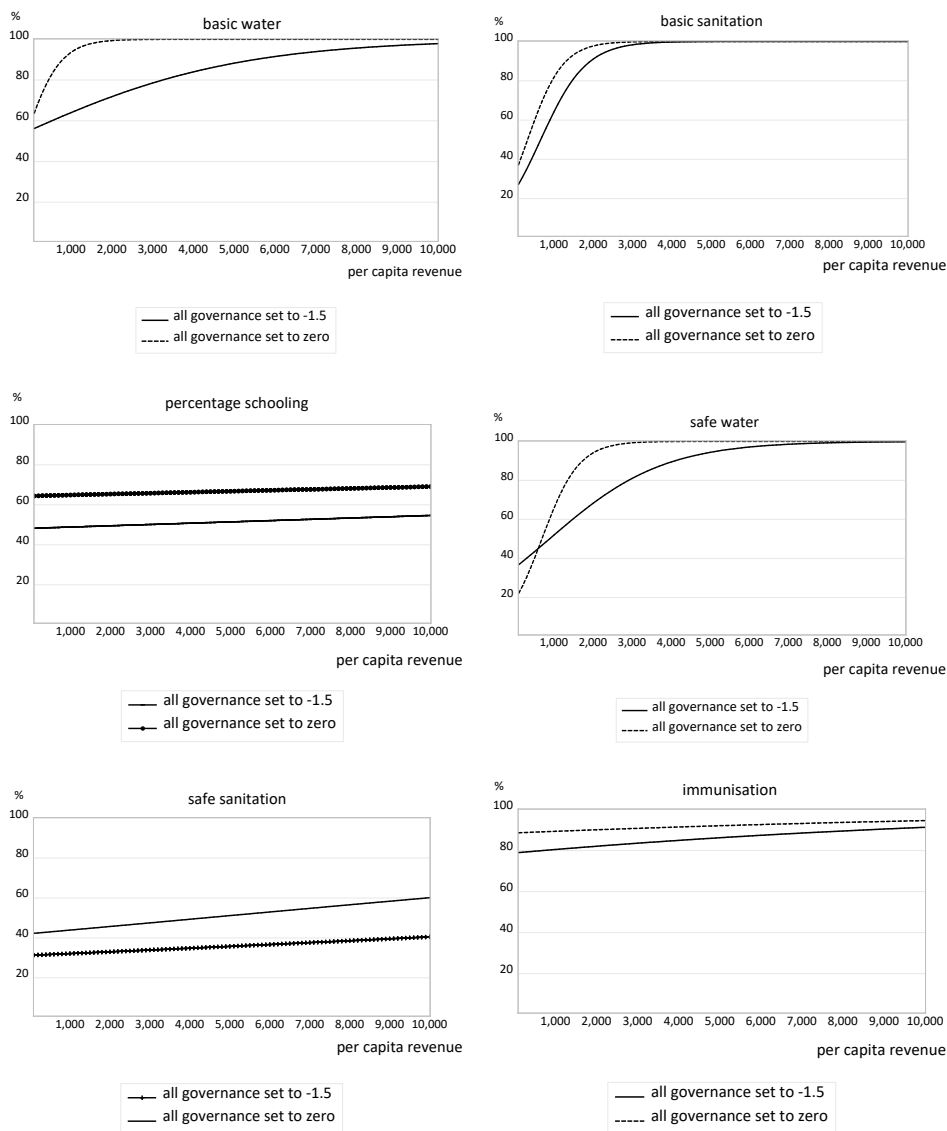 %
basic water
100
80
60
40
20
1,000 2,000 3,000 4,000 5,000 6,000 7,000 8,000 9,000 10,000
per capita revenue
all governance set to -1.5
all governance set to zero
%
basic sanitation
100
80
60
40
20
1,000 2,000 3,000 4,000 5,000 6,000 7,000 8,000 9,000 10,000
per capita revenue
all governance set to -1.5
all governance set to zero
%
percentage schooling
100
80
60
40
20
1,000 2,000 3,000 4,000 5,000 6,000 7,000 8,000 9,000 10,000
per capita revenue
all governance set to -1.5
all governance set to zero
%
safe water
100
80
60
40
20
1,000 2,000 3,000 4,000 5,000 6,000 7,000 8,000 9,000 10,000
per capita revenue
all governance set to -1.5
all governance set to zero
%
safe sanitation
100
80
60
40
20
1,000 2,000 3,000 4,000 5,000 6,000 7,000 8,000 9,000 10,000
per capita revenue
all governance set to -1.5
all governance set to zero
%
immunisation
100
80
60
40
20
1,000 2,000 3,000 4,000 5,000 6,000 7,000 8,000 9,000 10,000
per capita revenue
all governance set to -1.5
all governance set to zero